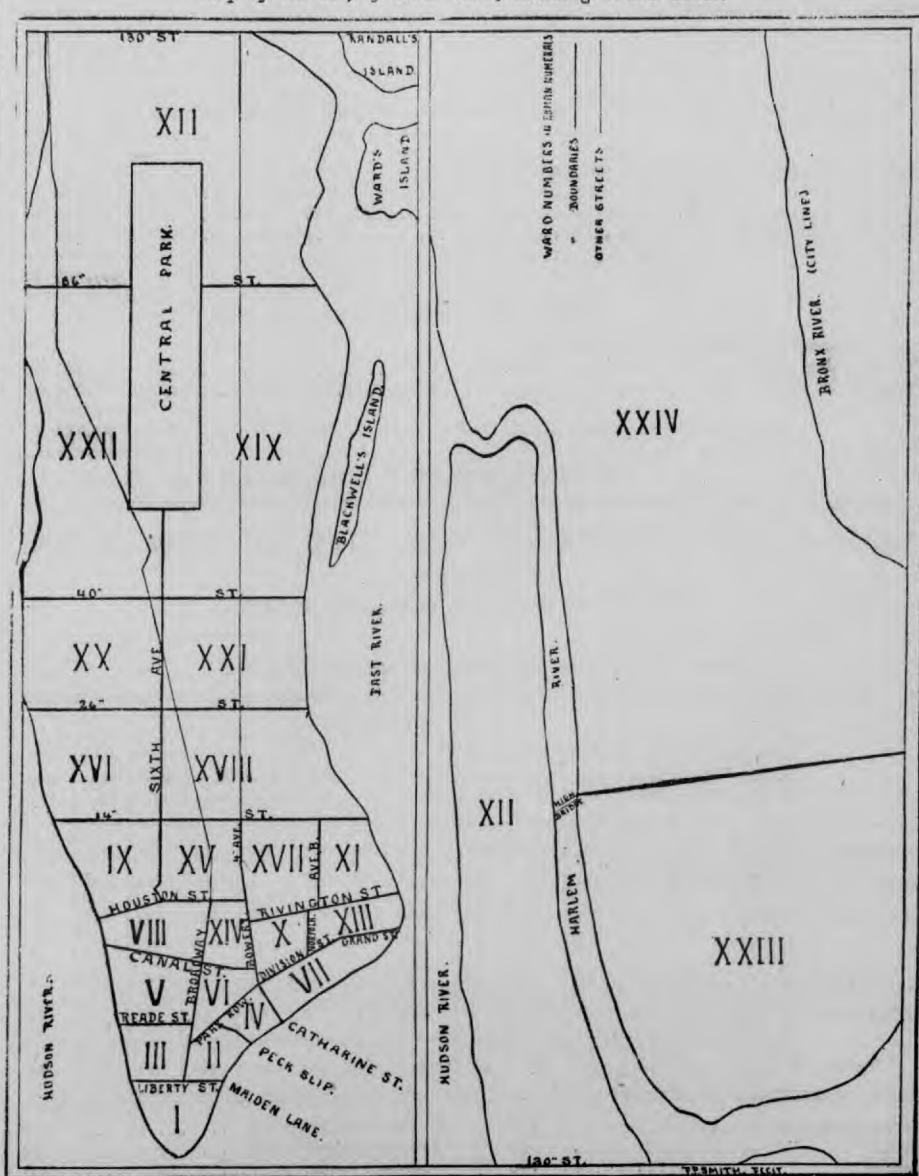 130" ST
RANDALL'S
ISLAND
XII
WARD'S
ISLAND
86"
ST.
CENTRAL PARK.
XXII
XIX
BLACKWELL'S ISLAND
40"
ST.
XX
AVE
XXI
EAST RIVER.
26"
ST.
XVI
SIXTH
XVIII
14"
ST.
IX
XV
4" AVE.
XVII
AVE. B.
XI
HOUSTON ST.
RIVINGTON ST
VIII
BROADWAY
XIV
BOWERY
X
NORFOLK
XIII
CANAL ST.
DIVISION ST.
GRAND ST.
V
VI
VII
READE ST.
PARK ROW.
IV
CATHARINE ST.
III
II
PECK SLIP.
LIBERTY ST.
MAIDEN LANE.
I
HUDSON RIVER.
WARD NUMBERS IN ROMAN NUMERALS
" BOUNDARIES
OTHER STREETS
BRONX RIVER. (CITY LINE)
XXIV
RIVER.
HIGH
BRIDGE
XII
HARLEM
XXIII
HUDSON RIVER.
130" ST.